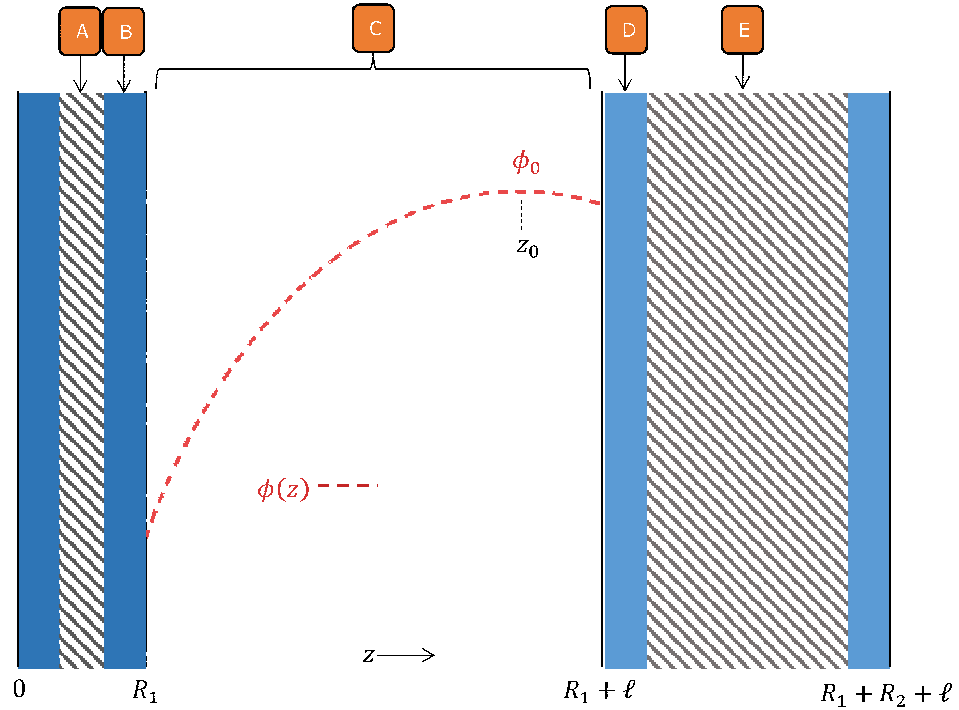 A B C D E
ϕ₀
z₀
ϕ(z)
z
0 R₁ R₁ + ℓ R₁ + R₂ + ℓ